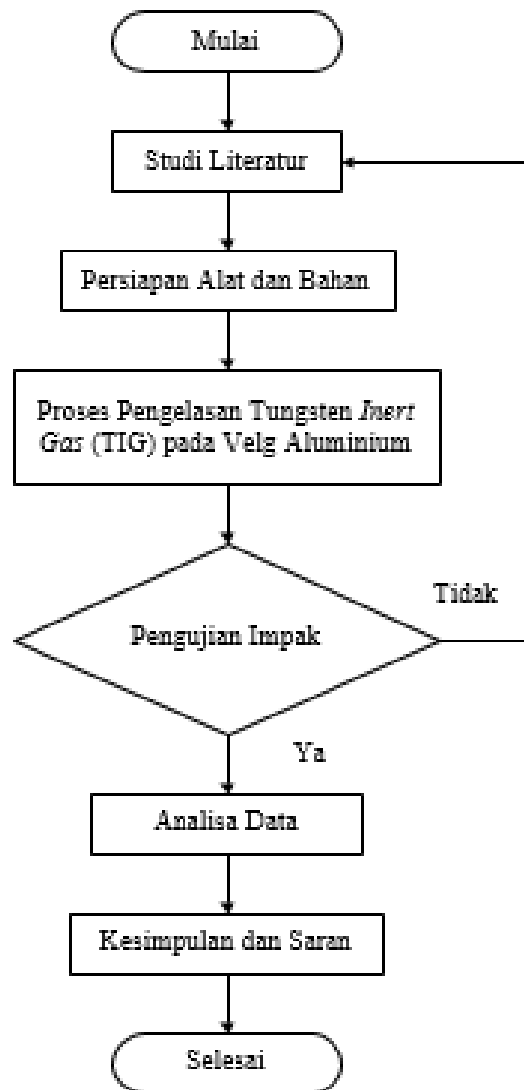 Mulai
Studi Literatur
Persiapan Alat dan Bahan
Proses Pengelasan Tungsten Inert
Gas (TIG) pada Velg Aluminium
Tidak
Pengujian Impak
Ya
Analisa Data
Kesimpulan dan Saran
Selesai